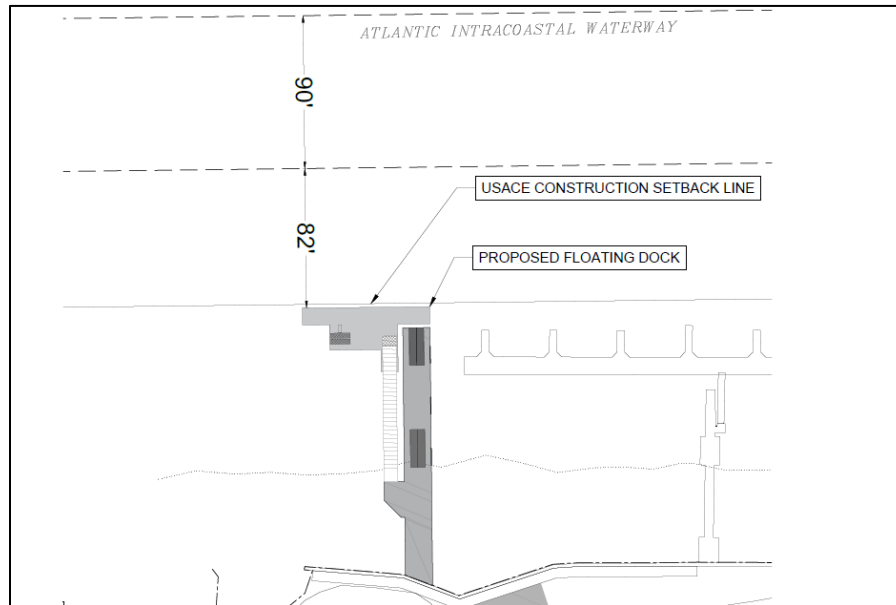 ATLANTIC INTRACOASTAL WATERWAY
90'
USACE CONSTRUCTION SETBACK LINE
82'
PROPOSED FLOATING DOCK